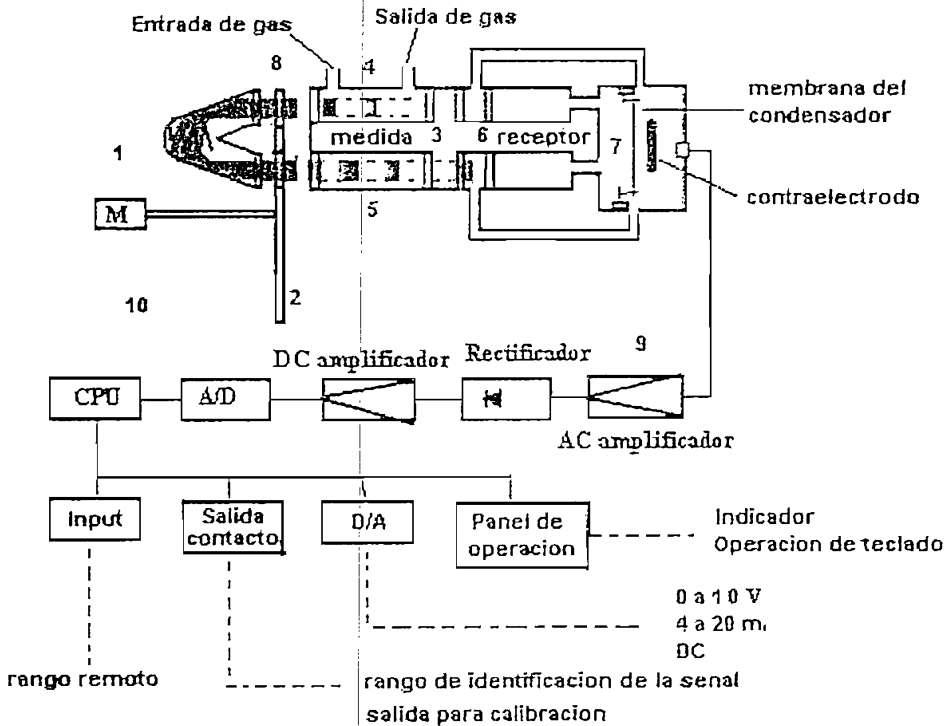 Entrada de gas
Salida de gas
8
4
membrana del
condensador
1
medida
3
6
receptor
7
contraelectrodo
5
M
10
2
DC amplificador
Rectificador
9
CPU
A/D
AC amplificador
Input
Salida
contacto
D/A
Panel de
operacion
Indicador
Operacion de teclado
0 a 10 V
4 a 20 m
DC
rango remoto
rango de identificacion de la senal
salida para calibracion